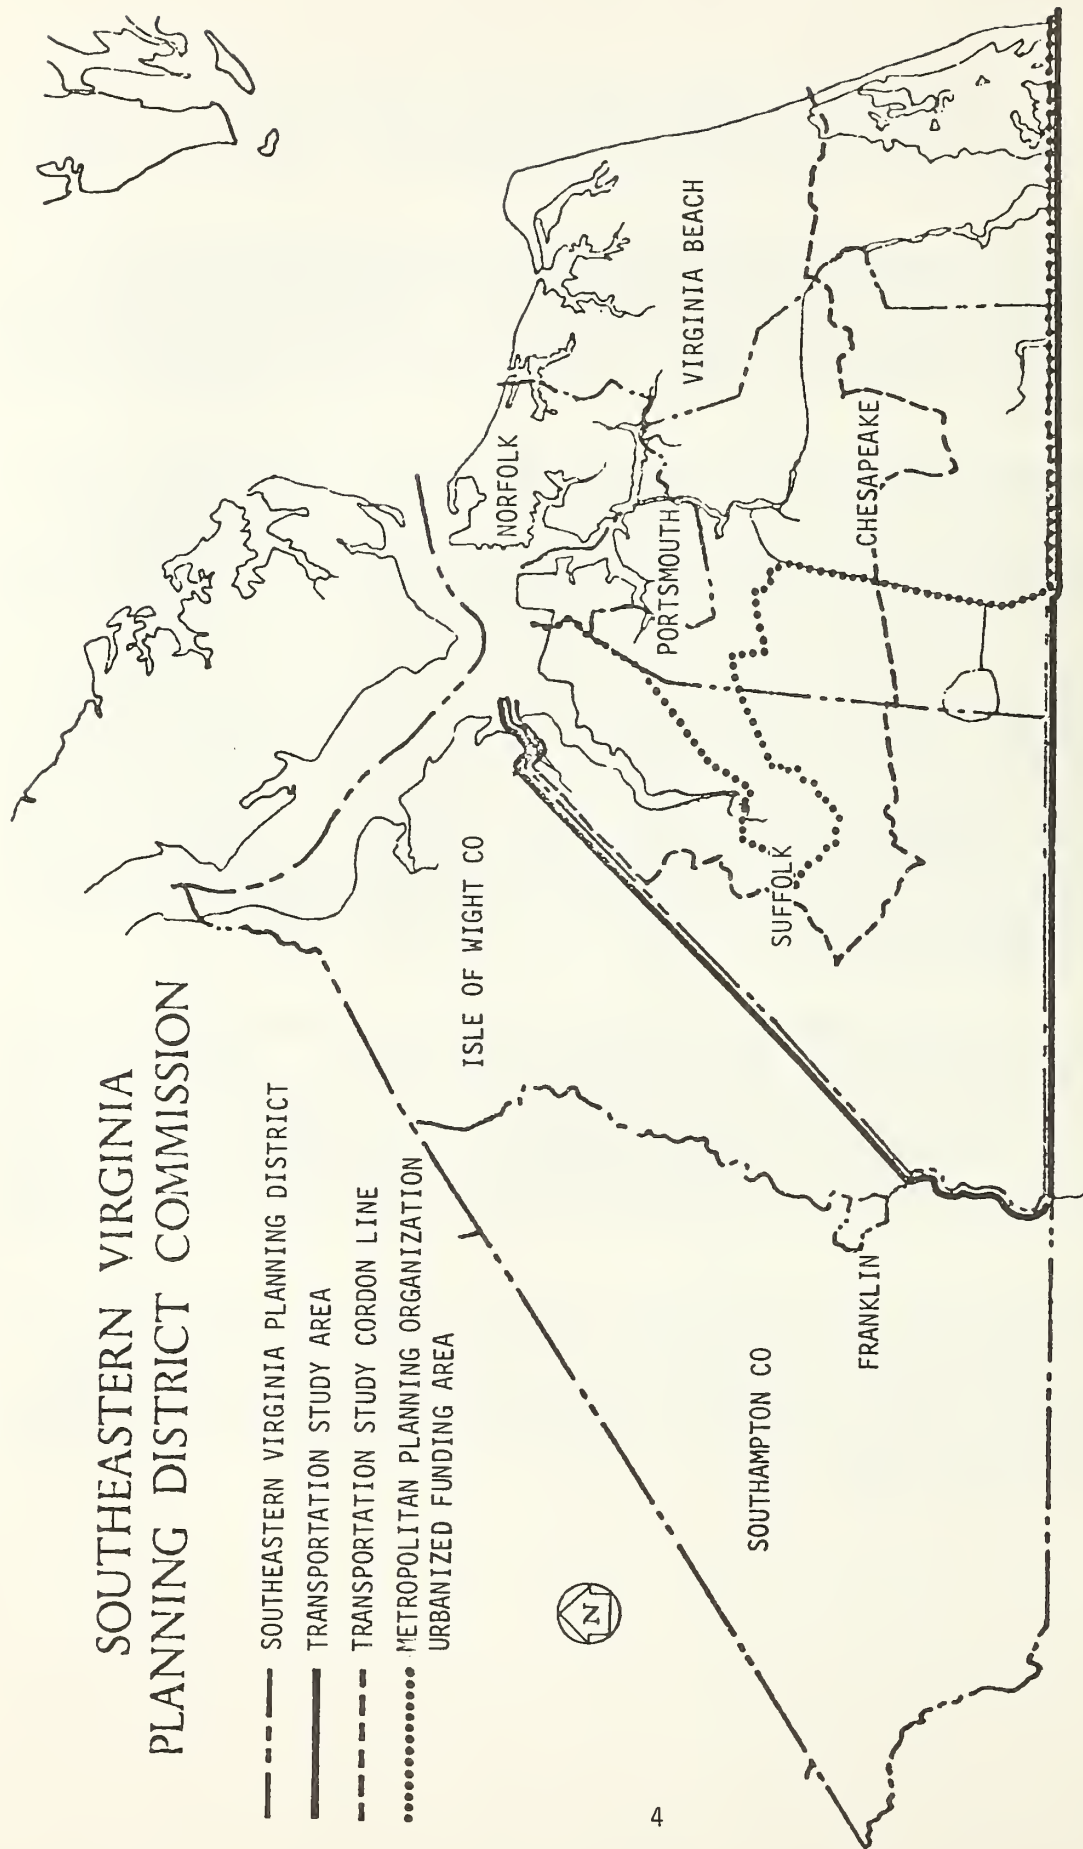 SOUTHEASTERN VIRGINIA
PLANNING DISTRICT COMMISSION
SOUTHEASTERN VIRGINIA PLANNING DISTRICT
TRANSPORTATION STUDY AREA
TRANSPORTATION STUDY CORDON LINE
METROPOLITAN PLANNING ORGANIZATION
URBANIZED FUNDING AREA
N
ISLE OF WIGHT CO
NORFOLK
VIRGINIA BEACH
PORTSMOUTH
CHESAPEAKE
SUFFOLK
FRANKLIN
SOUTHAMPTON CO
4